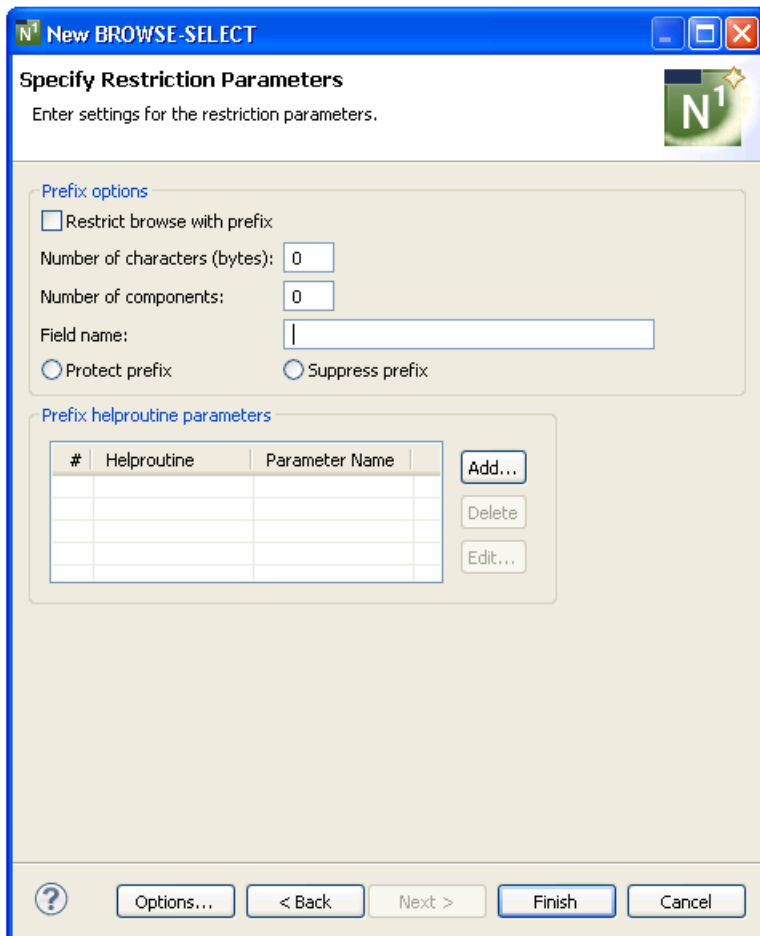 N1 New BROWSE-SELECT
Specify Restriction Parameters
Enter settings for the restriction parameters.
N1
Prefix options
Restrict browse with prefix
Number of characters (bytes): 0
Number of components: 0
Field name:
Protect prefix Suppress prefix
Prefix helproutine parameters
# Helproutine Parameter Name
Add...
Delete
Edit...
? Options... < Back Next > Finish Cancel